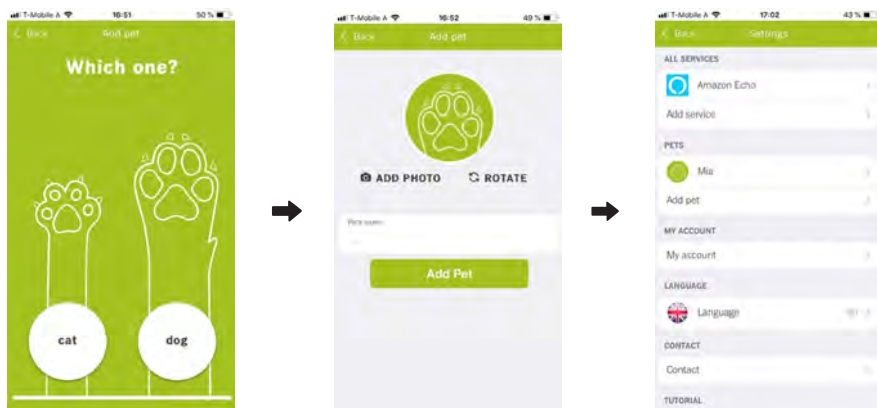 T-Mobile A 16:51 50 %
Back Add pet
Which one?
cat
dog
T-Mobile A 16:52 49 %
Back Add pet
ADD PHOTO
ROTATE
Add Pet
T-Mobile A 17:02 43 %
Back Settings
ALL SERVICES
Amazon Echo
Add service
PETS
Mia
Add pet
MY ACCOUNT
My account
LANGUAGE
Language
CONTACT
Contact
TUTORIAL